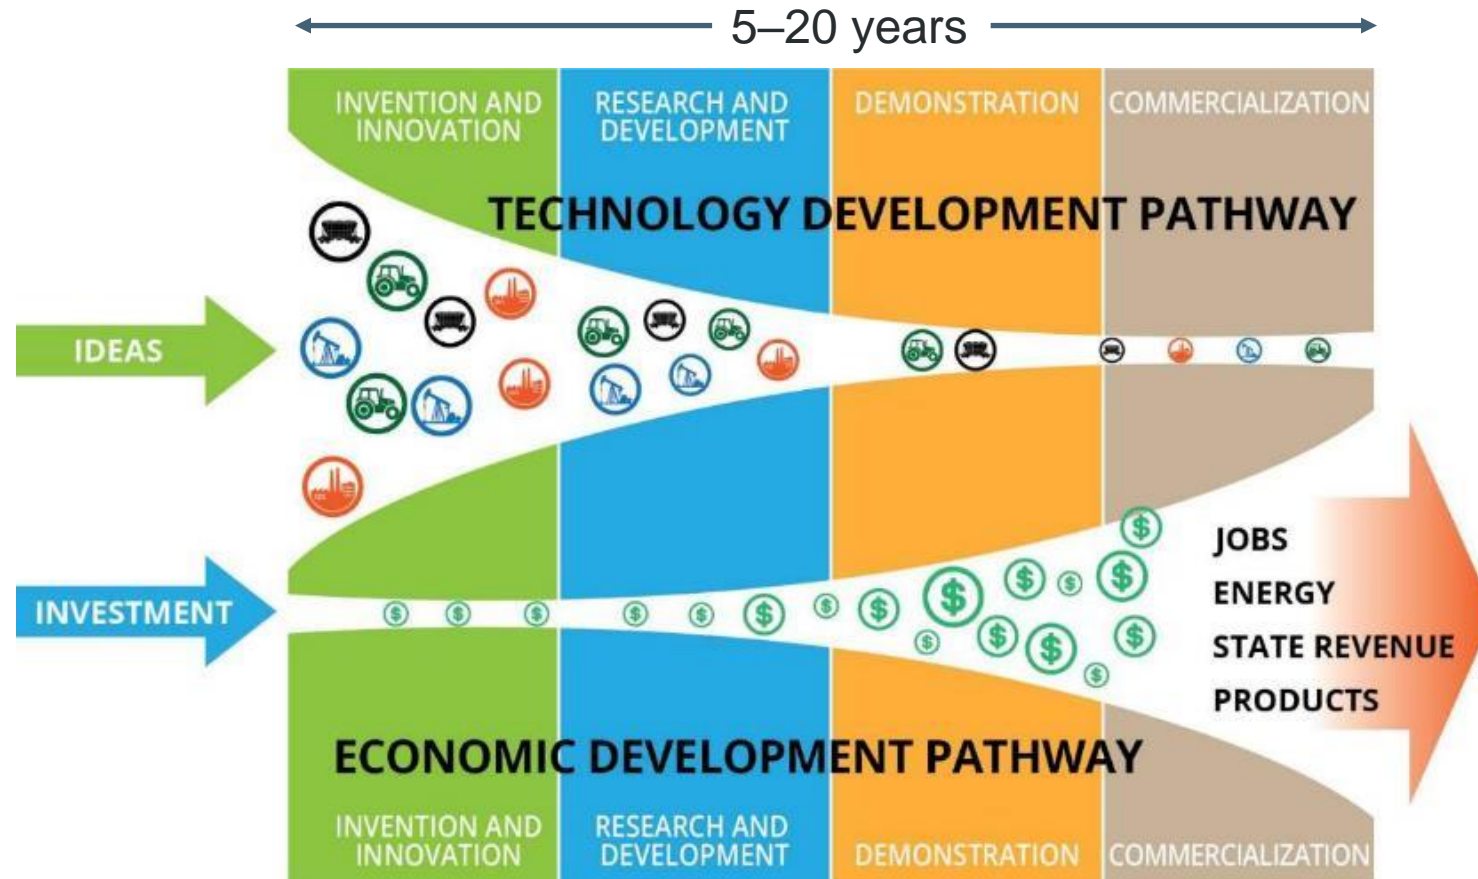 5–20 years
INVENTION AND
INNOVATION
RESEARCH AND
DEVELOPMENT
DEMONSTRATION
COMMERCIALIZATION
TECHNOLOGY DEVELOPMENT PATHWAY
IDEAS
INVESTMENT
$ $ $ $ $ $ $ $ $ $ $ $ $ $ $ $ $ $
JOBS
ENERGY
STATE REVENUE
PRODUCTS
ECONOMIC DEVELOPMENT PATHWAY
INVENTION AND
INNOVATION
RESEARCH AND
DEVELOPMENT
DEMONSTRATION
COMMERCIALIZATION